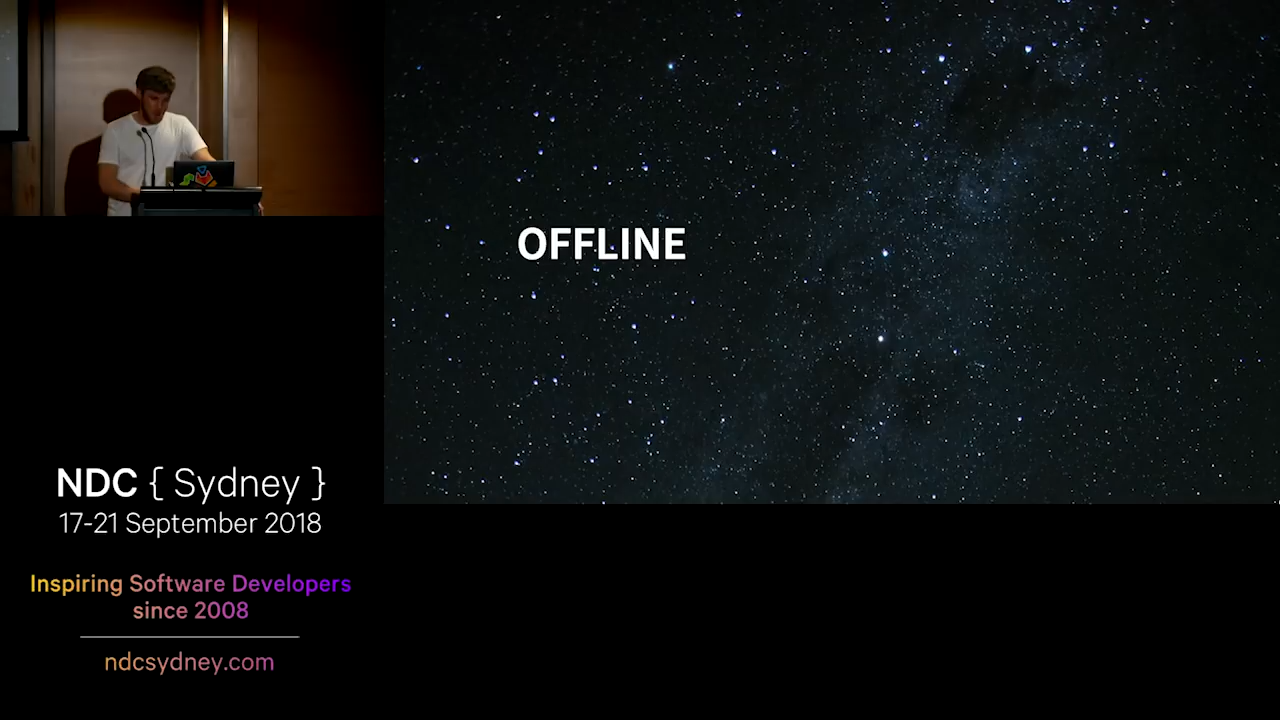 OFFLINE
NDC { Sydney }
17-21 September 2018
Inspiring Software Developers
since 2008
ndcsydney.com